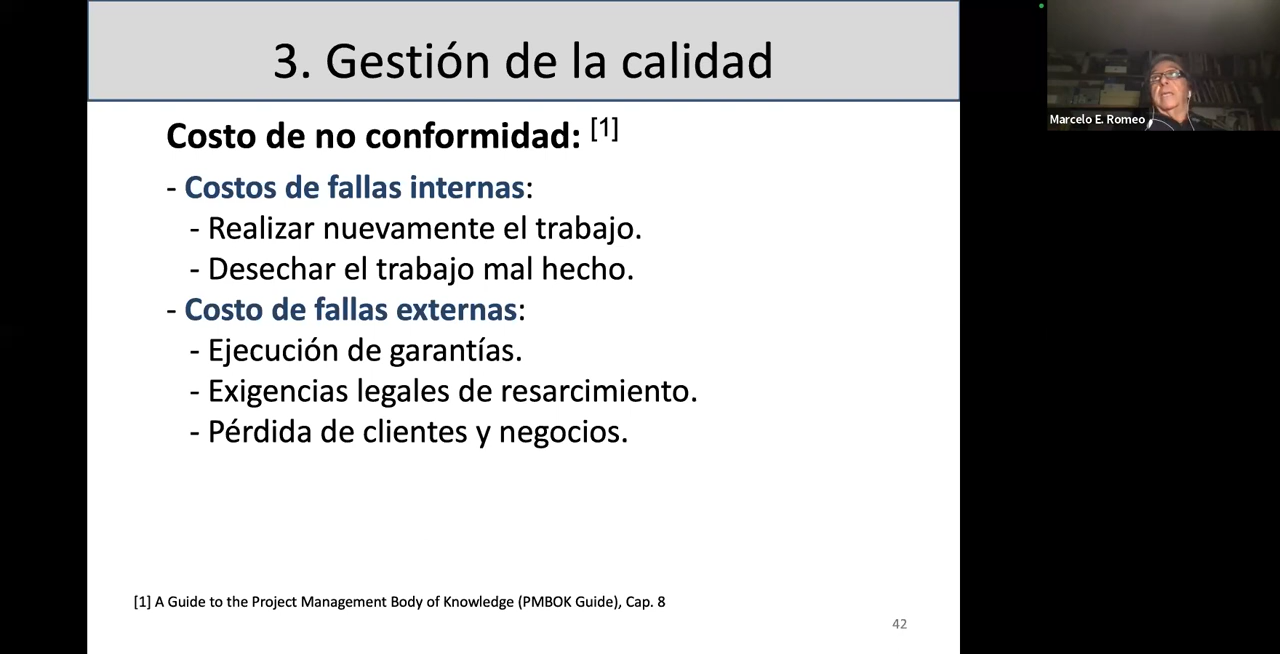 3. Gestión de la calidad
Marcelo E. Romeo
Costo de no conformidad: [1]
- Costos de fallas internas:
- Realizar nuevamente el trabajo.
- Desechar el trabajo mal hecho.
- Costo de fallas externas:
- Ejecución de garantías.
- Exigencias legales de resarcimiento.
- Pérdida de clientes y negocios.
[1] A Guide to the Project Management Body of Knowledge (PMBOK Guide), Cap. 8
42